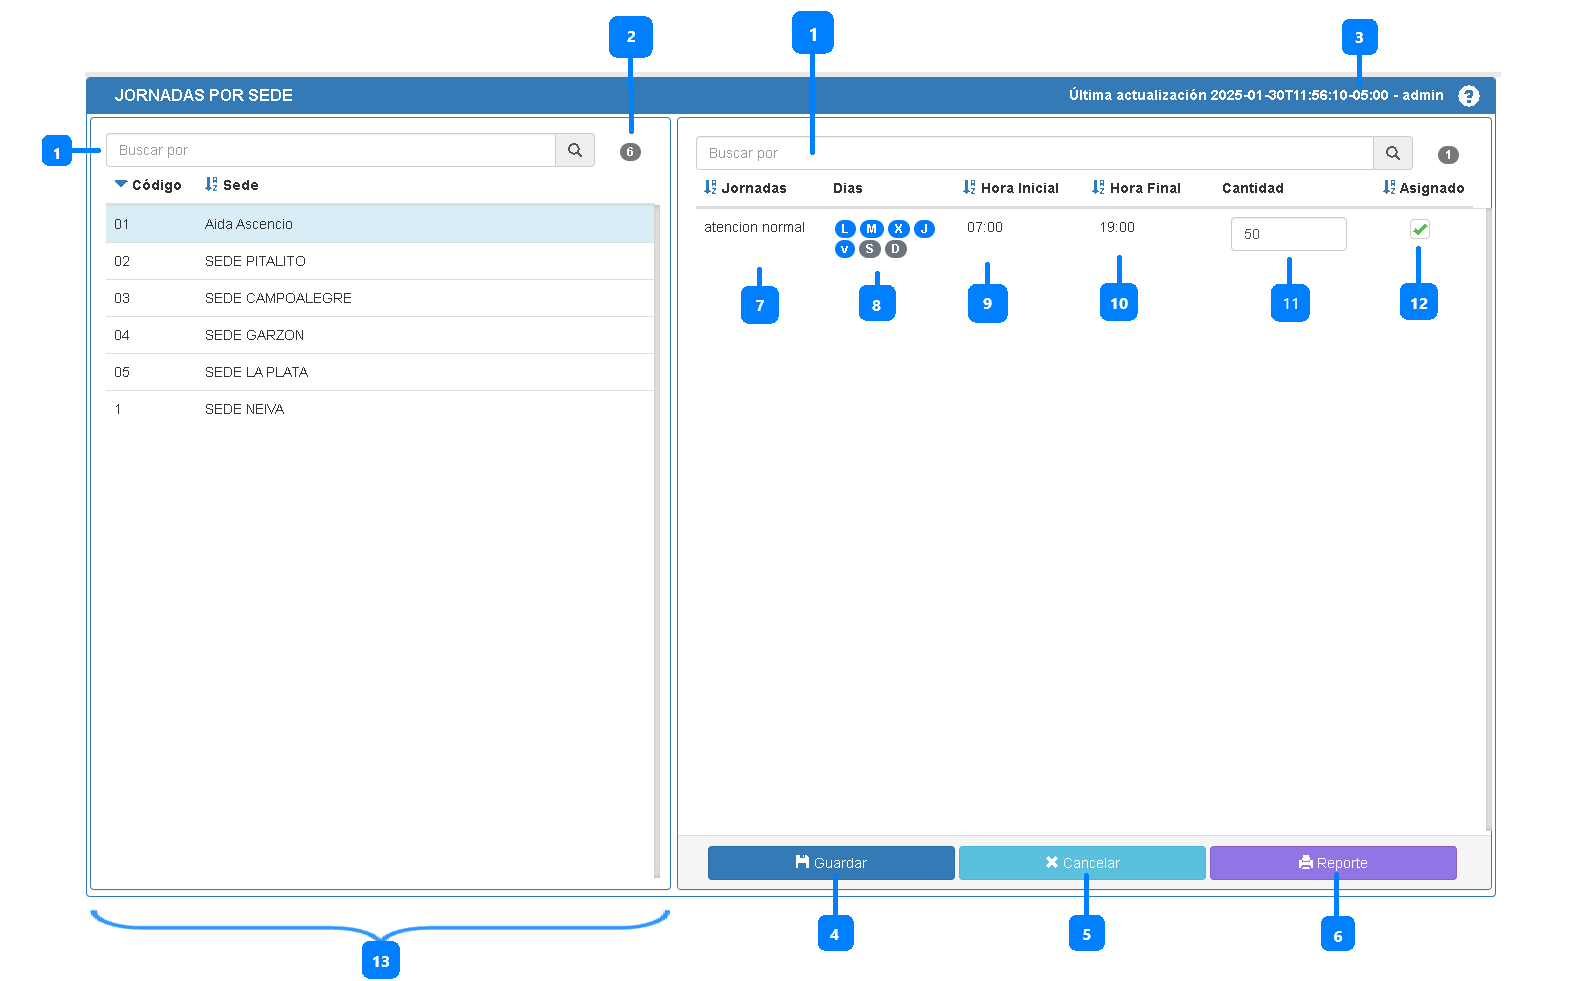 2
1
3
JORNADAS POR SEDE
Última actualización 2025-01-30T11:56:10-05:00 - admin ?
1
Buscar por
6
Buscar por
1
Código Sede
Jornadas Dias Hora Inicial Hora Final Cantidad Asignado
01 Aida Ascencio
02 SEDE PITALITO
03 SEDE CAMPOALEGRE
04 SEDE GARZON
05 SEDE LA PLATA
1 SEDE NEIVA
atencion normal L M X J 07:00 19:00 50
V S D
7 8 9 10 11 12
Guardar Cancelar Reporte
4 5 6
13